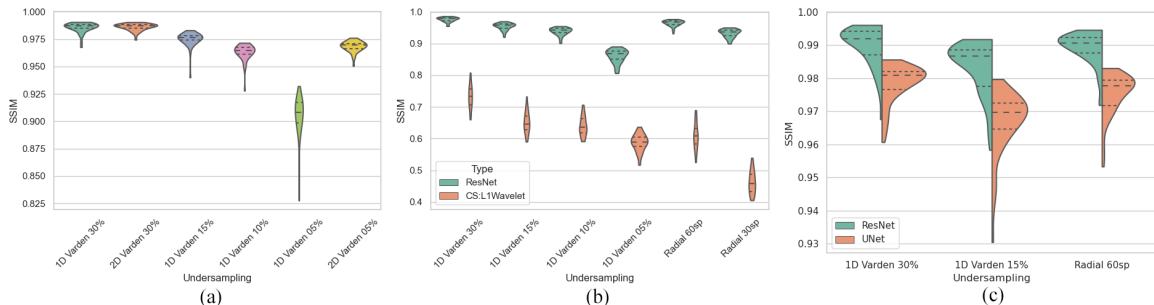 1.000
0.975
0.950
0.925
0.900
0.875
0.850
0.825
SSIM
1D Varden 30%
2D Varden 30%
1D Varden 15%
1D Varden 10%
1D Varden 05%
2D Varden 05%
Undersampling
(a)
1.0
0.9
0.8
0.7
0.6
0.5
0.4
SSIM
Type
ResNet
CS:L1Wavelet
1D Varden 30%
1D Varden 15%
1D Varden 10%
1D Varden 05%
Radial 60sp
Radial 30sp
Undersampling
(b)
1.00
0.99
0.98
0.97
0.96
0.95
0.94
0.93
SSIM
ResNet
UNet
1D Varden 30%
1D Varden 15%
Radial 60sp
Undersampling
(c)